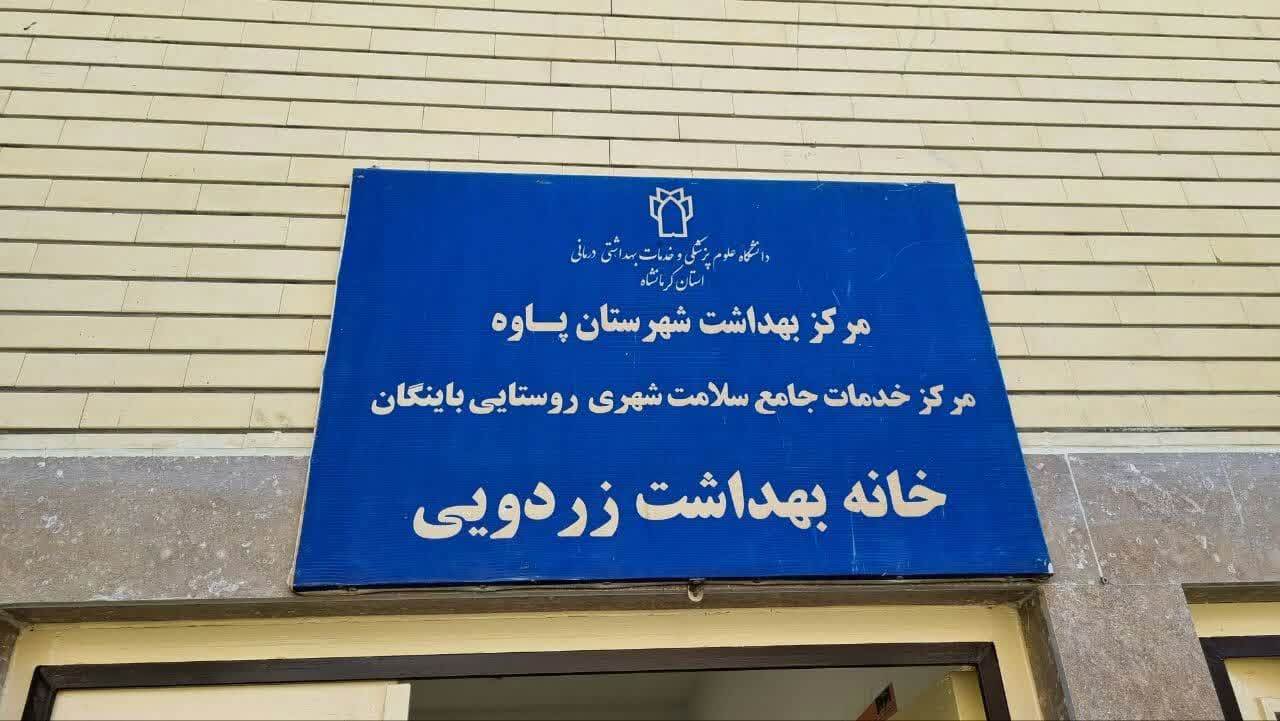 دانشگاه علوم پزشکی و خدمات بهداشتی درمانی
استان کرمانشاه
مرکز بهداشت شهرستان پــاوه
مرکز خدمات جامع سلامت شهری روستایی باینگان
خانه بهداشت زردویی